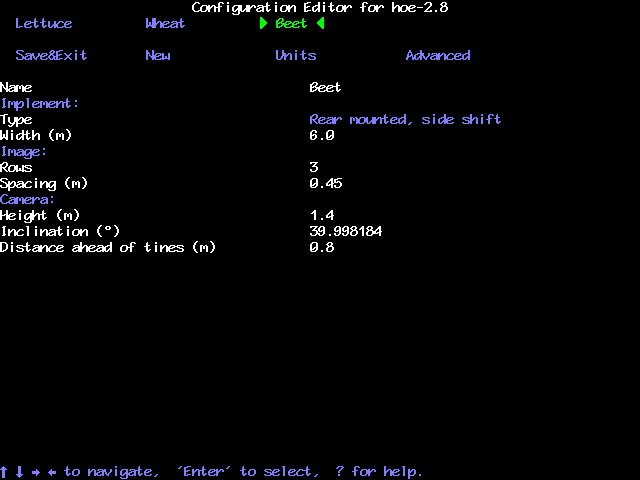 Configuration Editor for hoe-2.8
Lettuce Wheat ▶ Beet ◀
Save&Exit New Units Advanced
Name Beet
Implement:
Type Rear mounted, side shift
Width (m) 6.0
Image:
Rows 3
Spacing (m) 0.45
Camera:
Height (m) 1.4
Inclination (°) 39.998184
Distance ahead of tines (m) 0.8
↑ ↓ → ← to navigate, 'Enter' to select, ? for help.